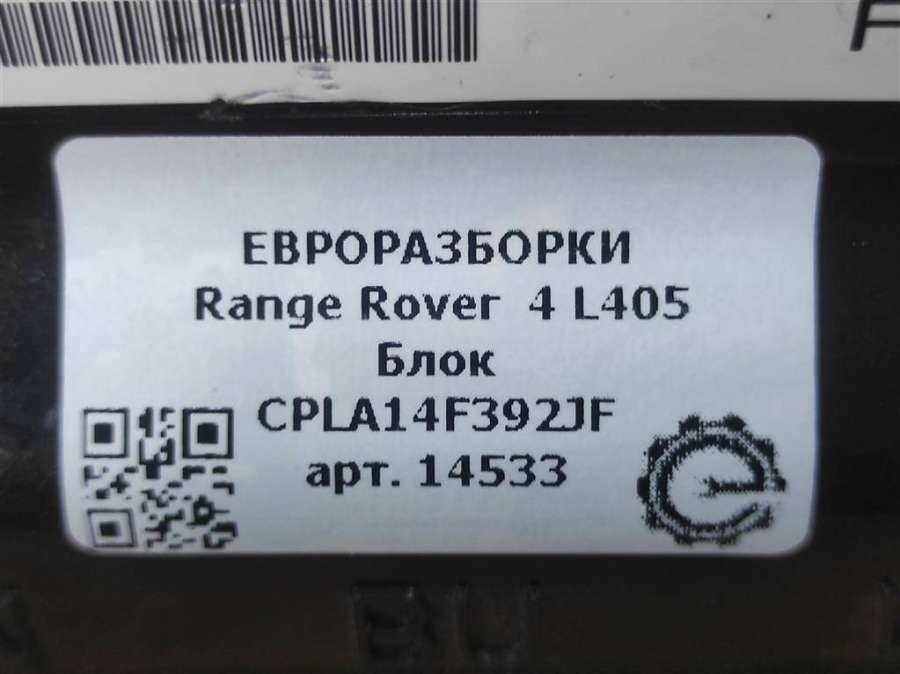 ЕВРОРАЗБОРКИ
Range Rover 4 L405
Блок
CPLA14F392JF
арт. 14533